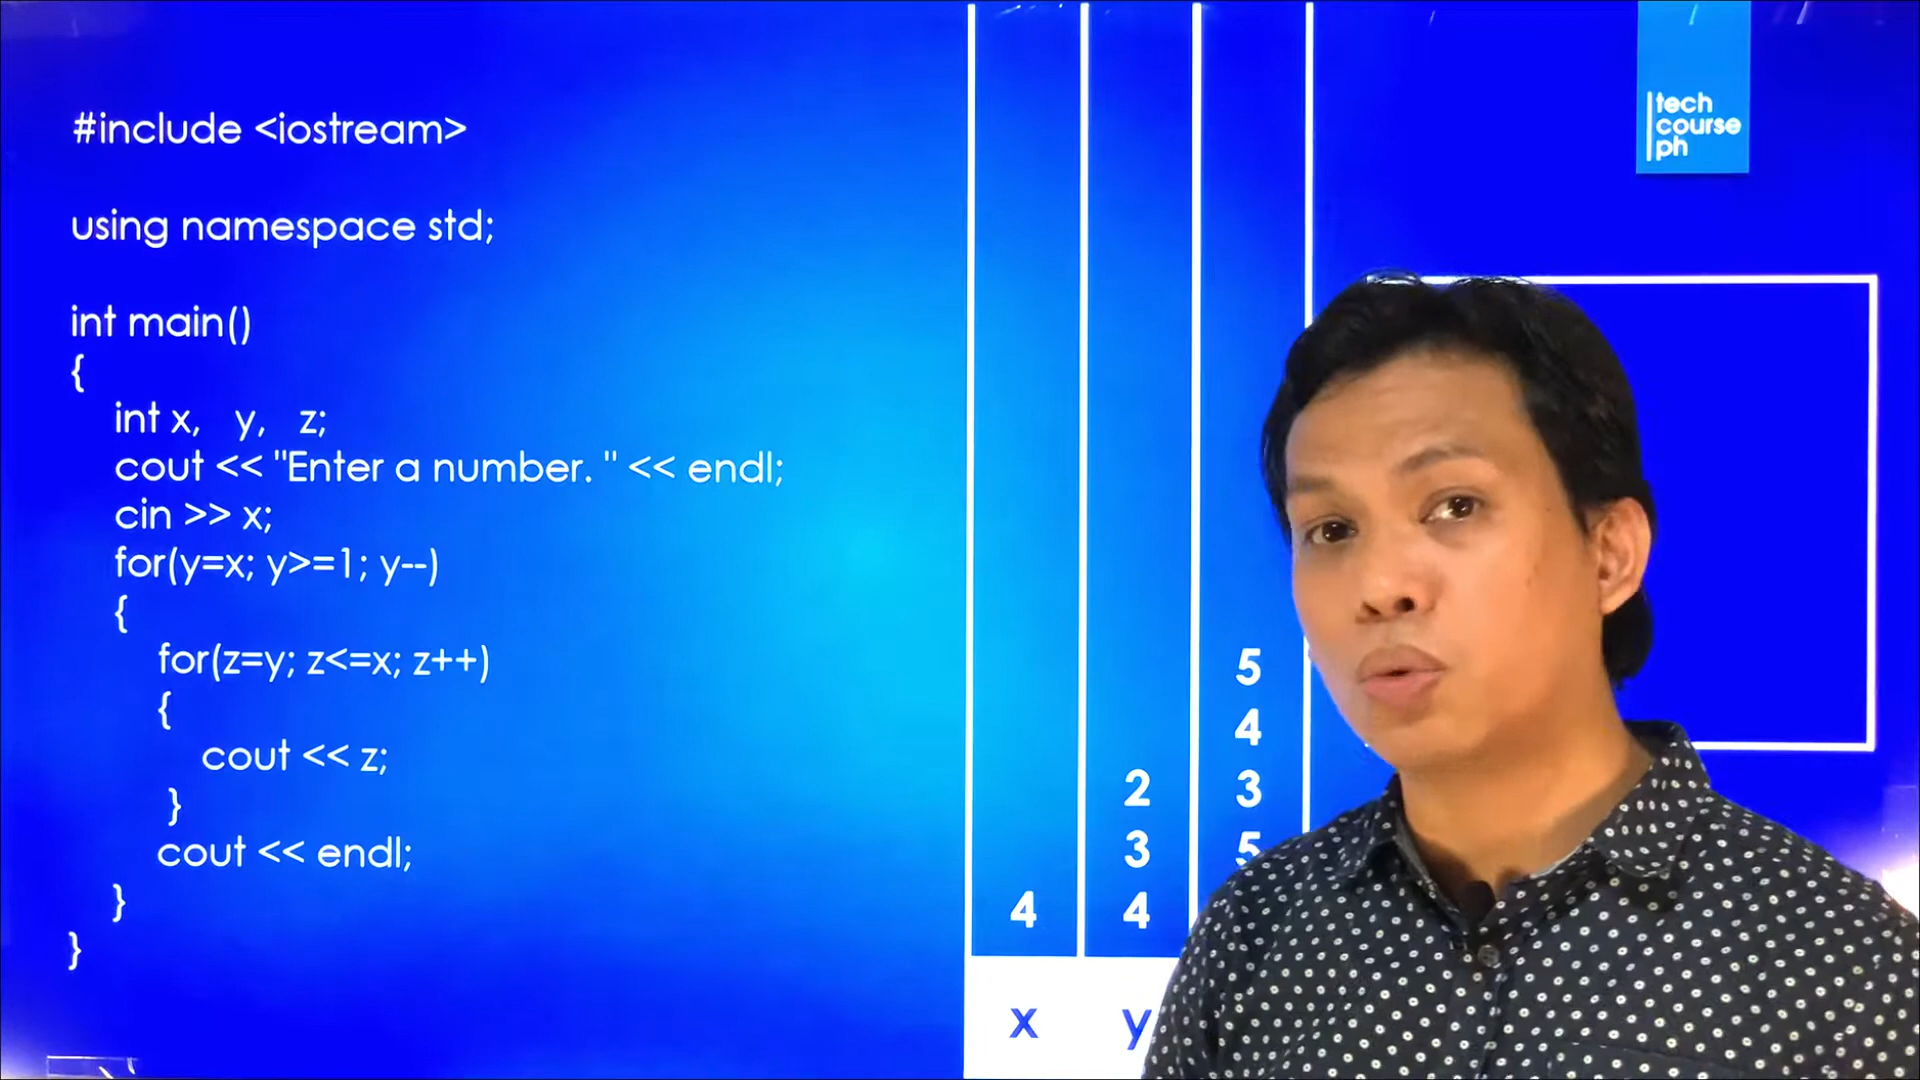 #include <iostream>
using namespace std;
int main()
{
int x, y, z;
cout << "Enter a number. " << endl;
cin >> x;
for(y=x; y>=1; y--)
{
for(z=y; z<=x; z++)
{
cout << z;
}
cout << endl;
}
}
5
4
2 3
3 5
4 4
x y
tech
course
ph